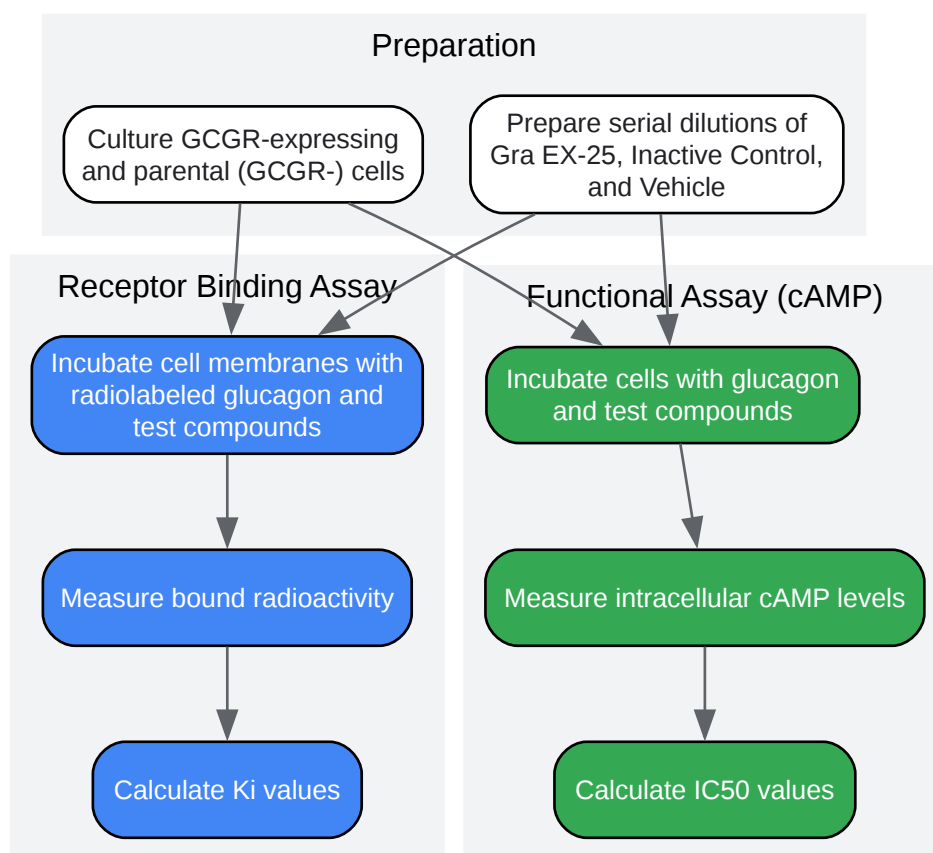 Preparation
Culture GCGR-expressing
and parental (GCGR-) cells
Prepare serial dilutions of
Gra EX-25, Inactive Control,
and Vehicle
Receptor Binding Assay
Incubate cell membranes with
radiolabeled glucagon and
test compounds
Measure bound radioactivity
Calculate Ki values
Functional Assay (cAMP)
Incubate cells with glucagon
and test compounds
Measure intracellular cAMP levels
Calculate IC50 values